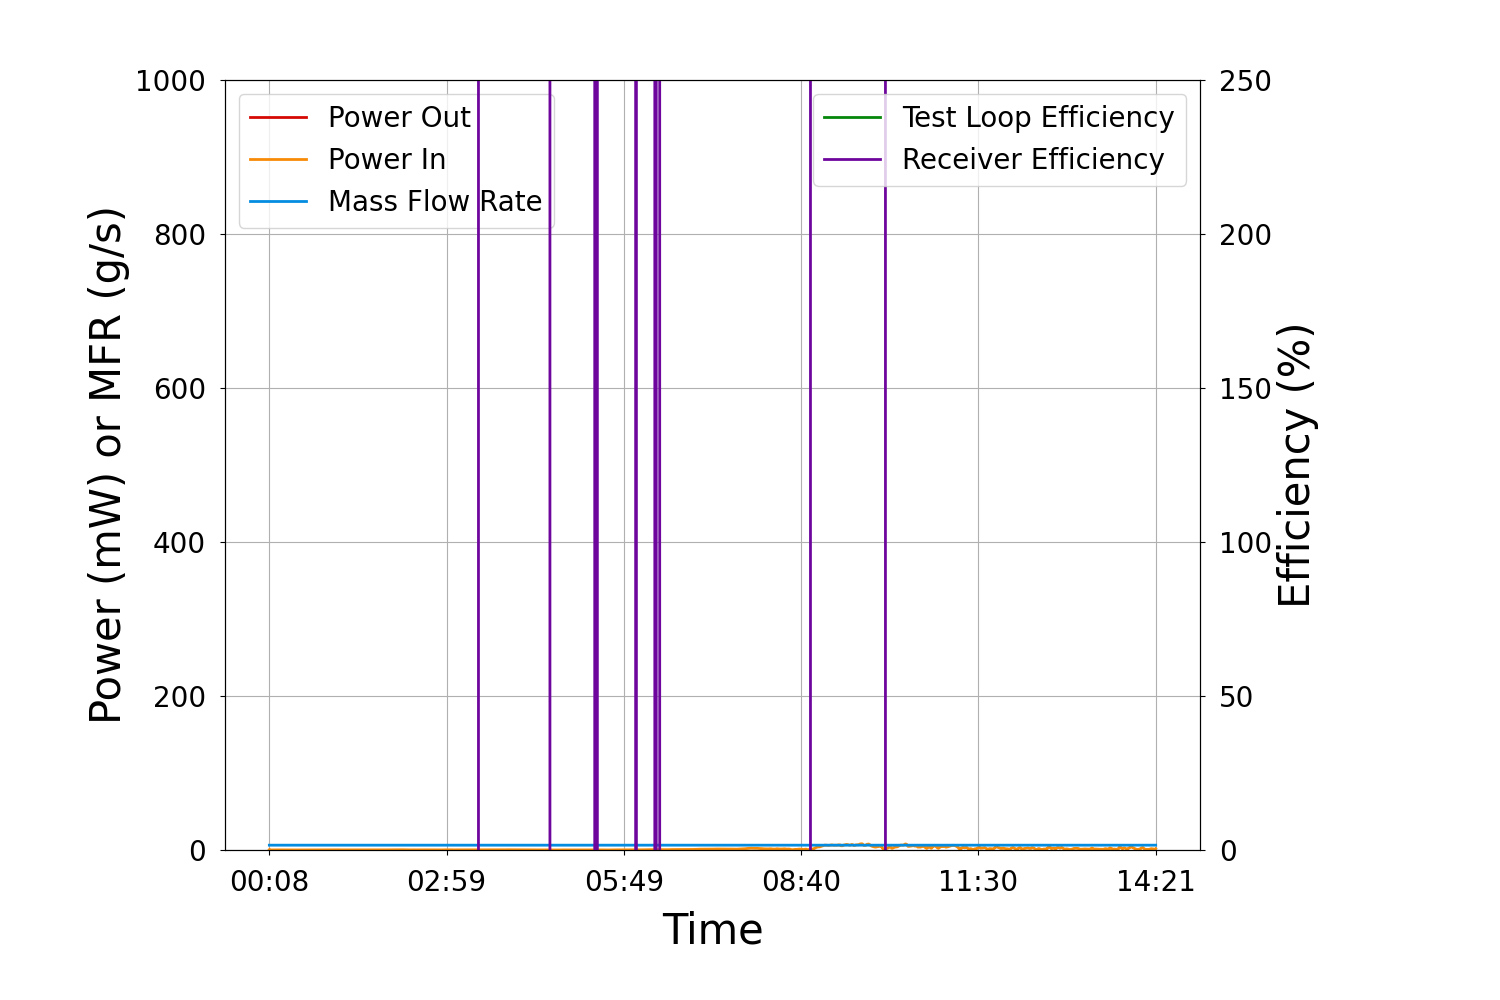 1000
800
600
400
200
0
Power (mW) or MFR (g/s)
Power Out
Power In
Mass Flow Rate
Test Loop Efficiency
Receiver Efficiency
250
200
150
100
50
0
Efficiency (%)
00:08 02:59 05:49 08:40 11:30 14:21
Time